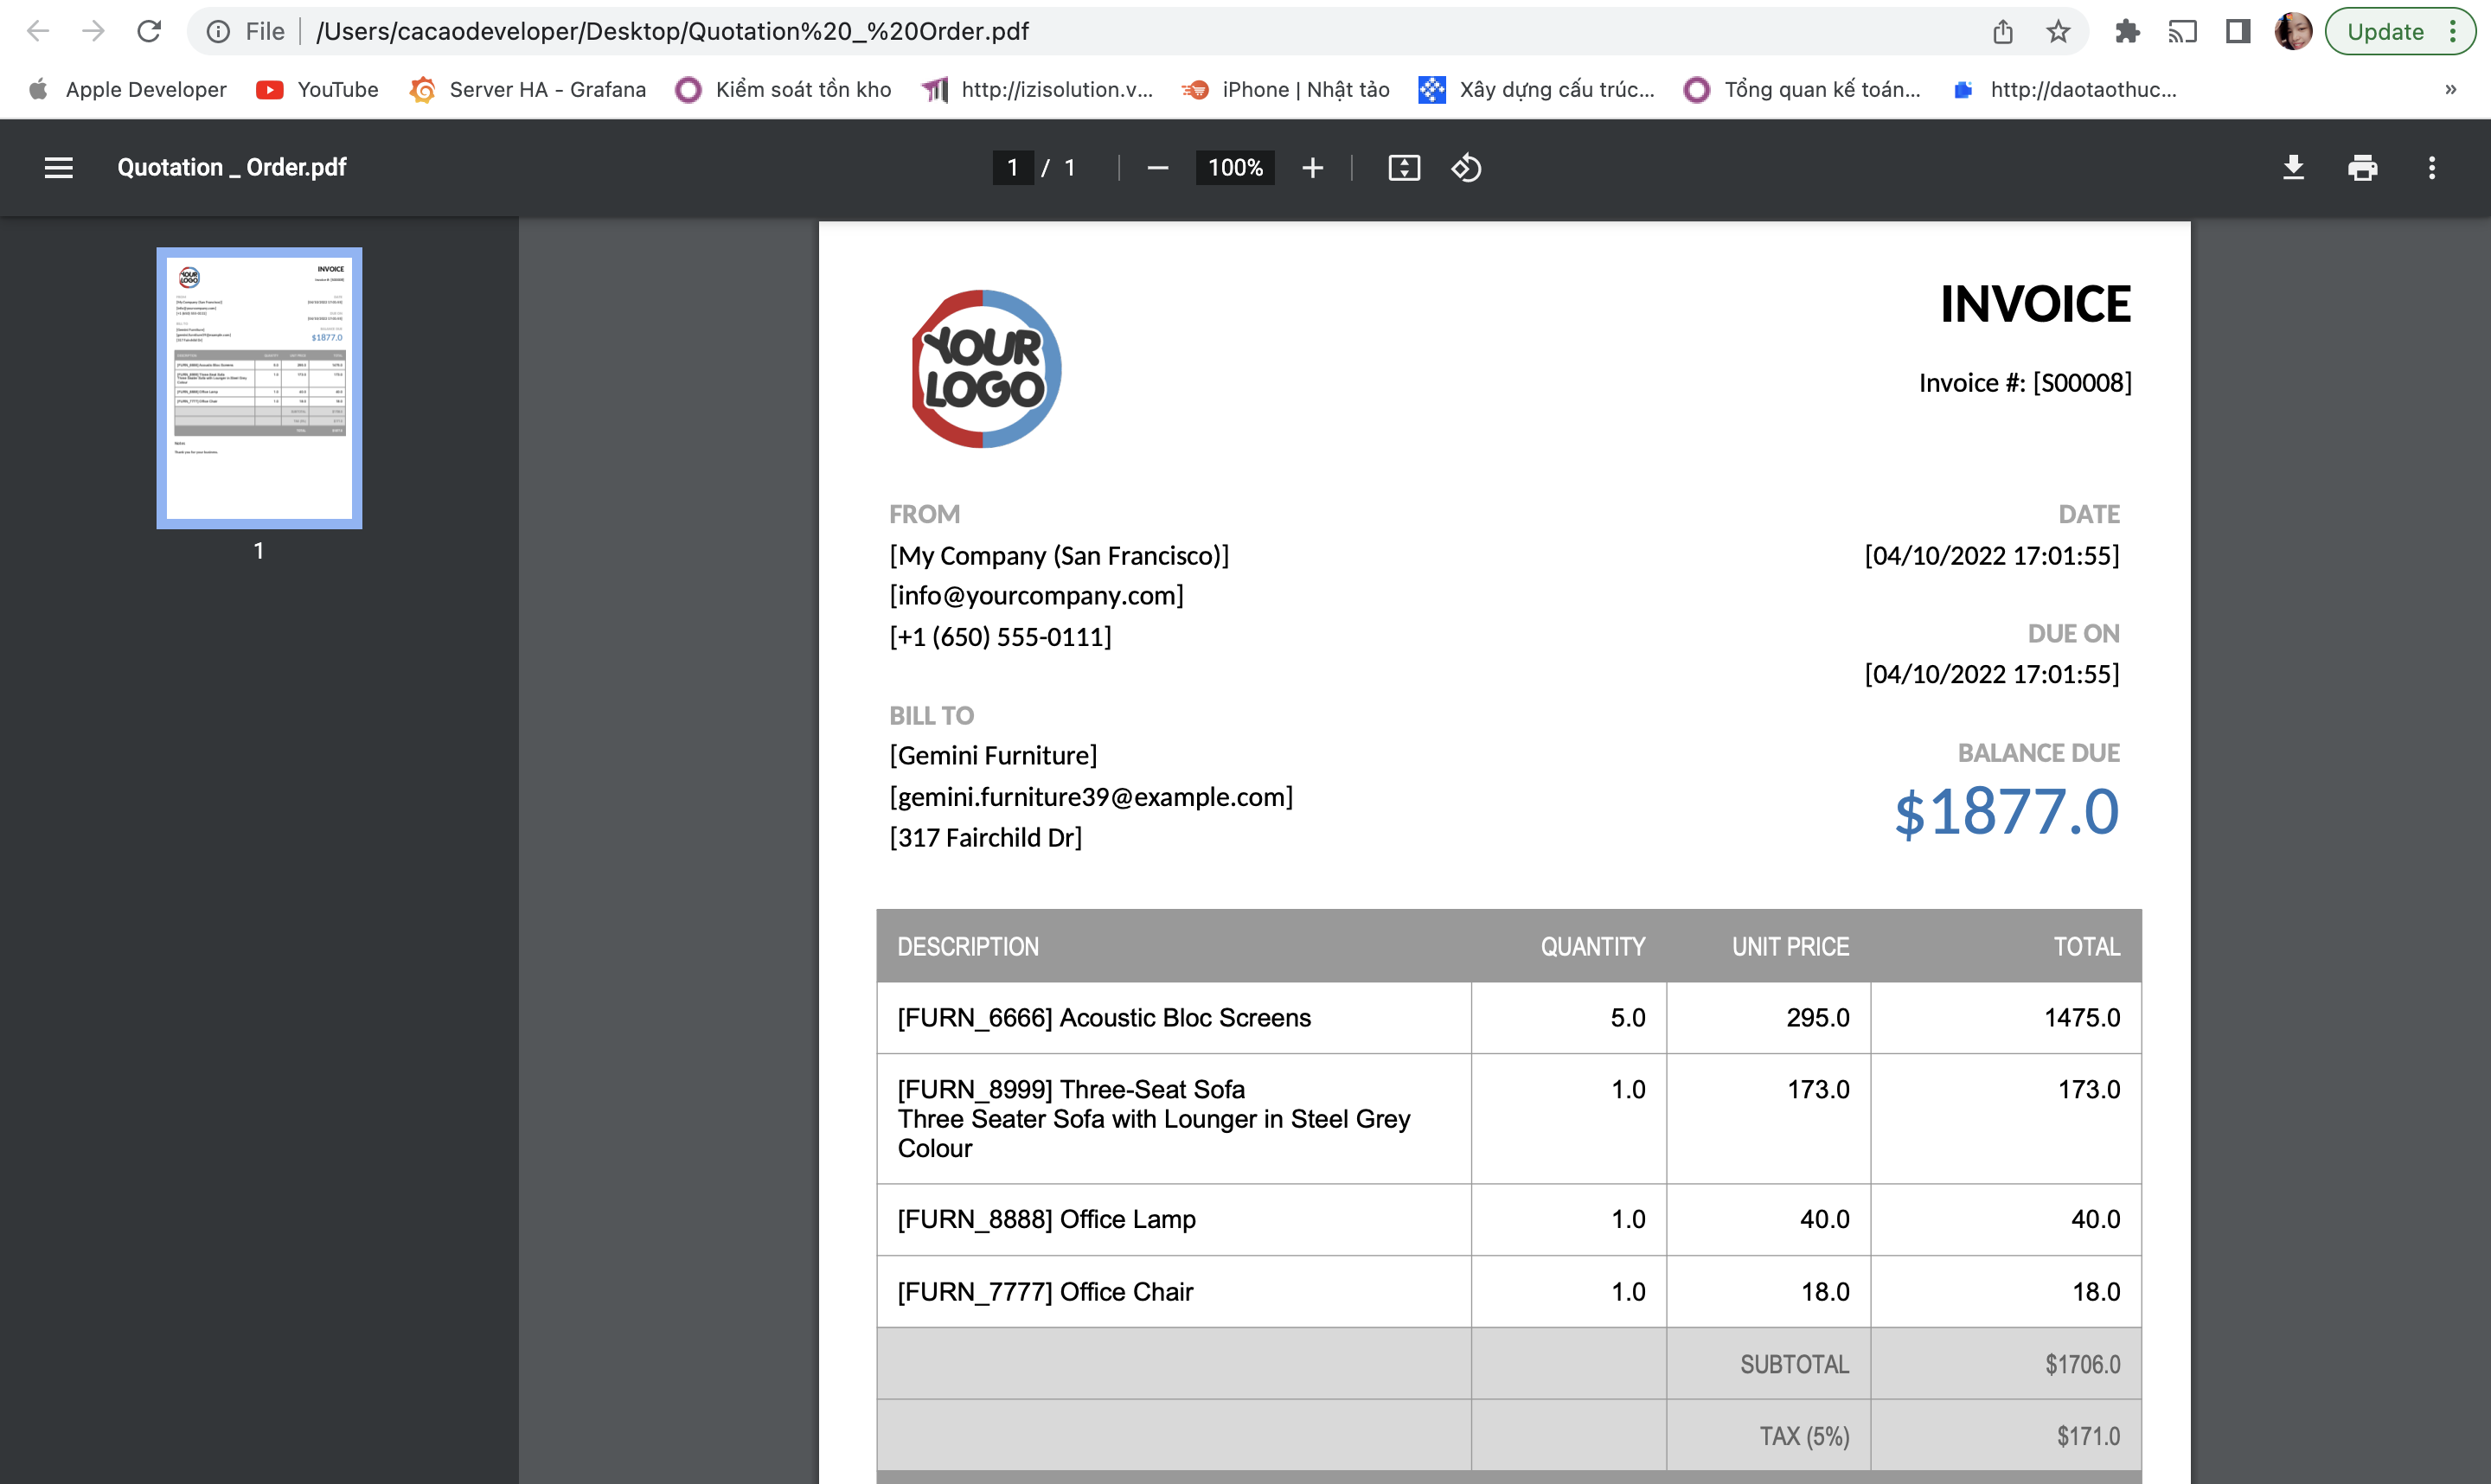 File
/Users/cacaodeveloper/Desktop/Quotation%20_%20Order.pdf
Update
Apple Developer
YouTube
Server HA - Grafana
Kiểm soát tồn kho
http://izisolution.v...
iPhone | Nhật tảo
Xây dựng cấu trúc...
Tổng quan kế toán...
http://daotaothuc...
»
Quotation _ Order.pdf
1 / 1
100%
1
YOUR
LOGO
INVOICE
Invoice #: [S00008]
FROM
[My Company (San Francisco)]
[info@yourcompany.com]
[+1 (650) 555-0111]
DATE
[04/10/2022 17:01:55]
DUE ON
[04/10/2022 17:01:55]
BILL TO
[Gemini Furniture]
[gemini.furniture39@example.com]
[317 Fairchild Dr]
BALANCE DUE
$1877.0
DESCRIPTION QUANTITY UNIT PRICE TOTAL
[FURN_6666] Acoustic Bloc Screens 5.0 295.0 1475.0
[FURN_8999] Three-Seat Sofa 1.0 173.0 173.0
Three Seater Sofa with Lounger in Steel Grey
Colour
[FURN_8888] Office Lamp 1.0 40.0 40.0
[FURN_7777] Office Chair 1.0 18.0 18.0
SUBTOTAL $1706.0
TAX (5%) $171.0